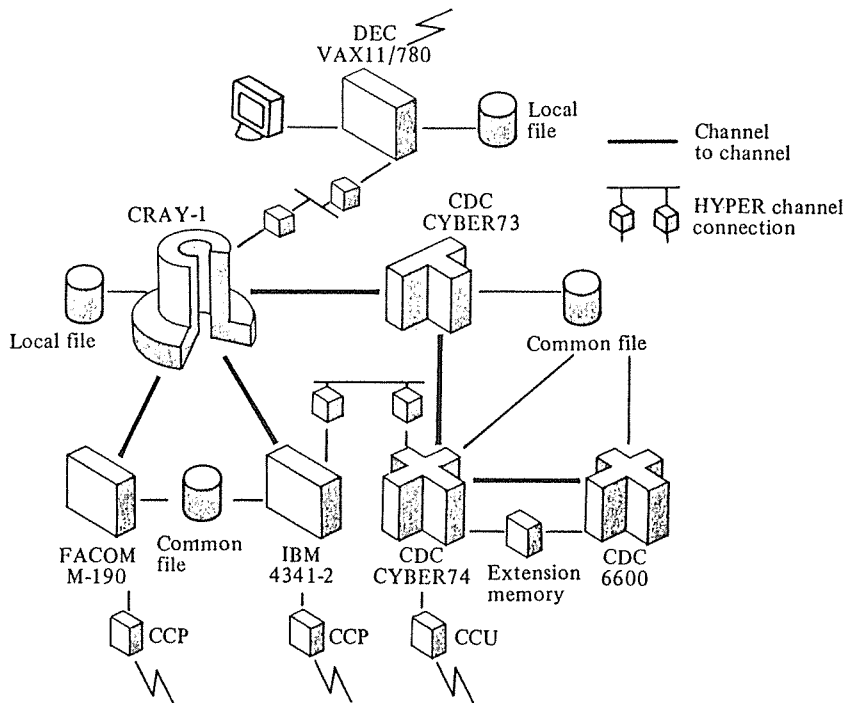 DEC
VAX11/780
Local
file
Channel
to channel
CRAY-1
CDC
CYBER73
HYPER channel
connection
Local file
Common file
FACOM
M-190
Common
file
IBM
4341-2
CDC
CYBER74
Extension
memory
CDC
6600
CCP
CCP
CCU